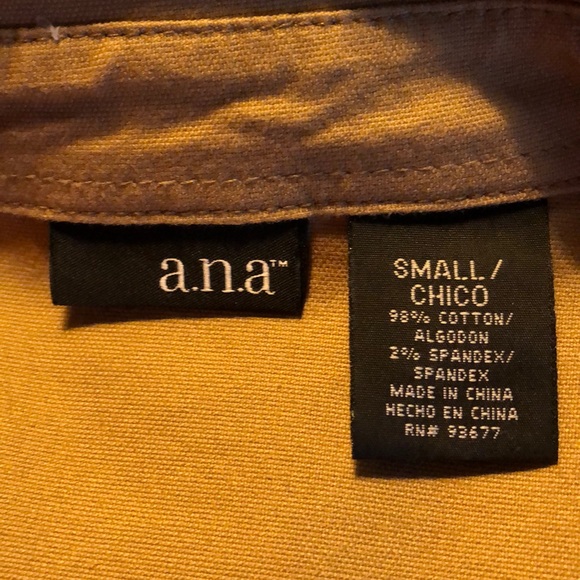 a.n.a™
SMALL/
CHICO
98% COTTON/
ALGODON
2% SPANDEX/
SPANDEX
MADE IN CHINA
HECHO EN CHINA
RN# 93677